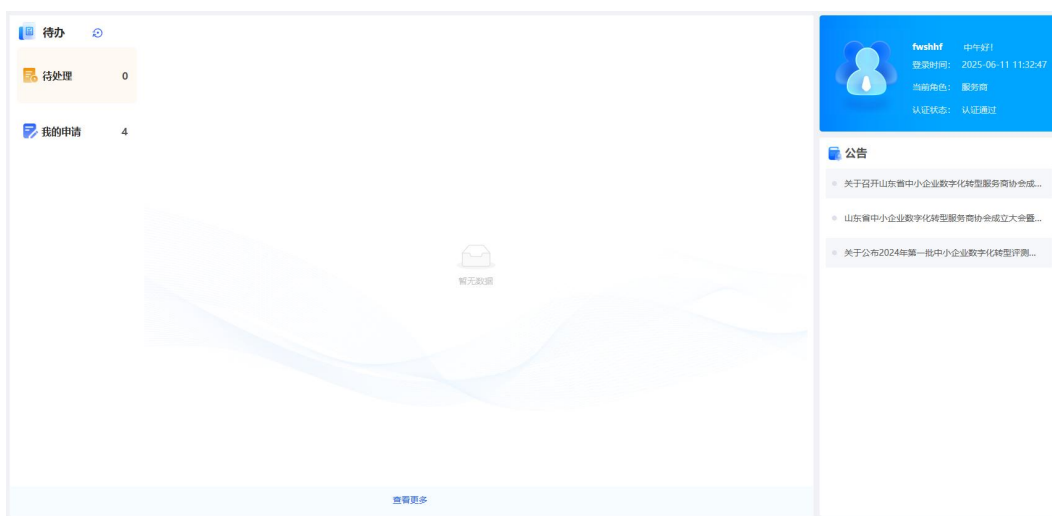 待办
待处理 0
我的申请 4
暂无数据
查看更多
fwshhf 中午好!
登录时间: 2025-06-11 11:32:47
当前角色: 服务商
认证状态: 认证通过
公告
关于召开山东省中小企业数字化转型服务商协会成...
山东省中小企业数字化转型服务商协会成立大会暨...
关于公布2024年第一批中小企业数字化转型评测...